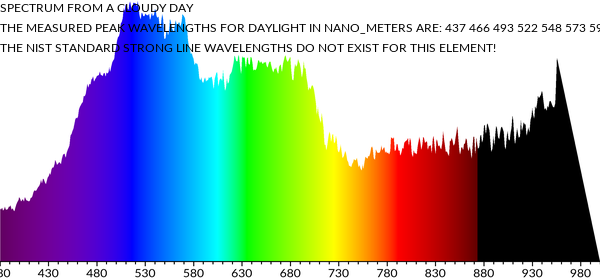 SPECTRUM FROM A CLOUDY DAY
THE MEASURED PEAK WAVELENGTHS FOR DAYLIGHT IN NANO_METERS ARE: 437 466 493 522 548 573 59
THE NIST STANDARD STRONG LINE WAVELENGTHS DO NOT EXIST FOR THIS ELEMENT!
80 430 480 530 580 630 680 730 780 830 880 930 980